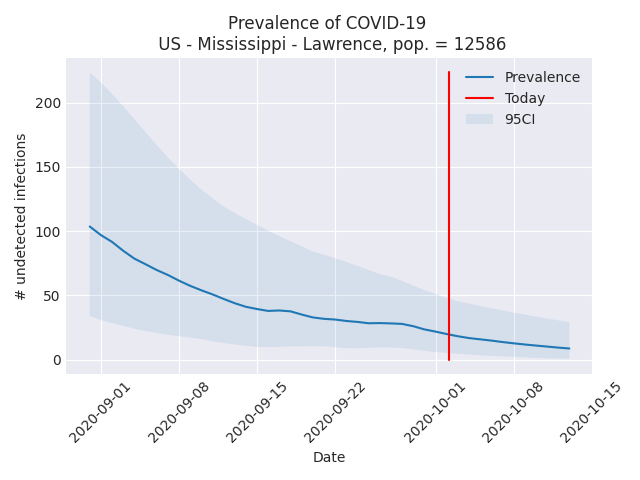 Prevalence of COVID-19
US - Mississippi - Lawrence, pop. = 12586
Prevalence
Today
95CI
# undetected infections
200
150
100
50
0
2020-09-01
2020-09-08
2020-09-15
2020-09-22
2020-10-01
2020-10-08
2020-10-15
Date